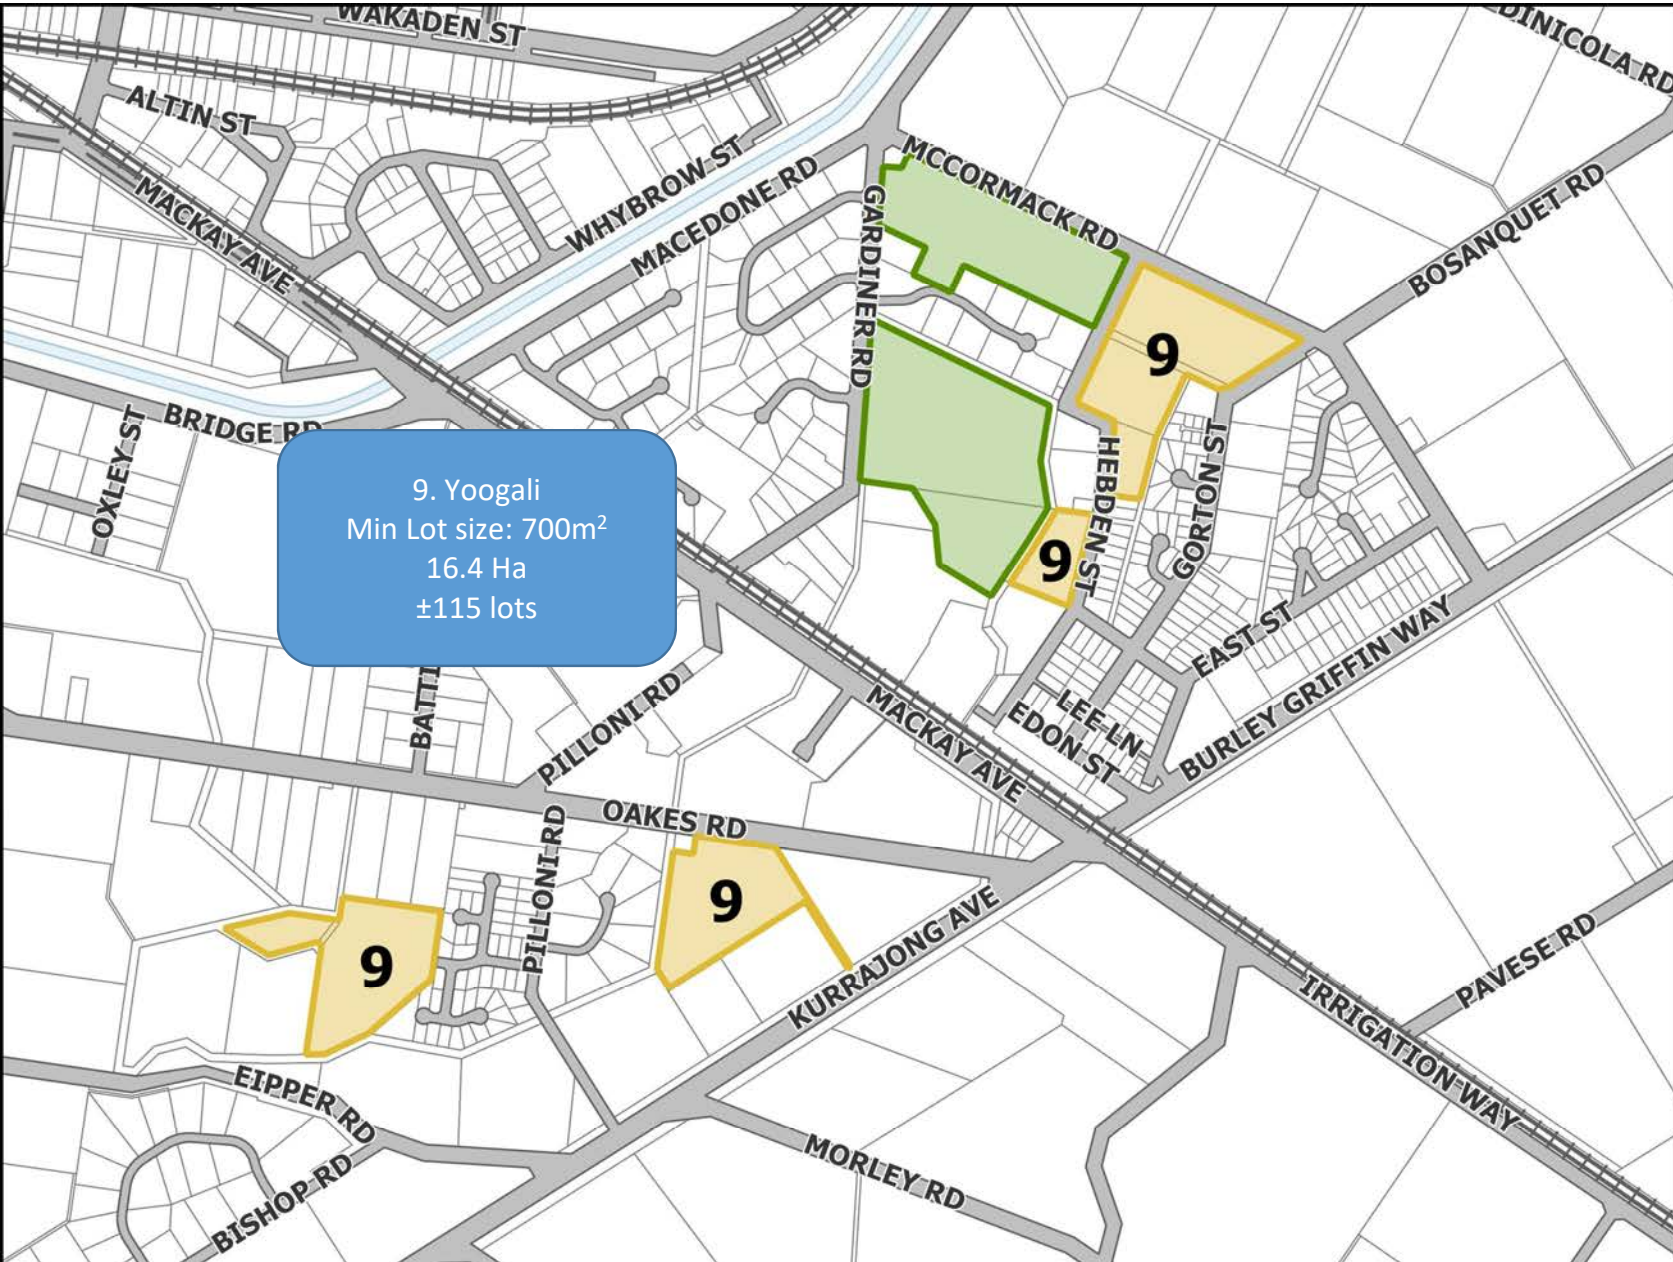 WAKADEN ST
DINICOLA RD
ALTIN ST
MCCORMACK RD
WHYBROW ST
MACEDONE RD
BOSANQUET RD
MACKAY AVE
GARDINER RD
9
BRIDGE RD
OXLEY ST
HEBDEN ST
GORTON ST
9. Yoogali
Min Lot size: 700m²
16.4 Ha
±115 lots
9
EAST ST
BURLEY GRIFFIN WAY
BATTI
PILLONI RD
MACKAY AVE
LEE LN
EDON ST
OAKES RD
PILLONI RD
9
9
KURRAJONG AVE
PAVESE RD
IRRIGATION WAY
EIPPER RD
BISHOP RD
MORLEY RD